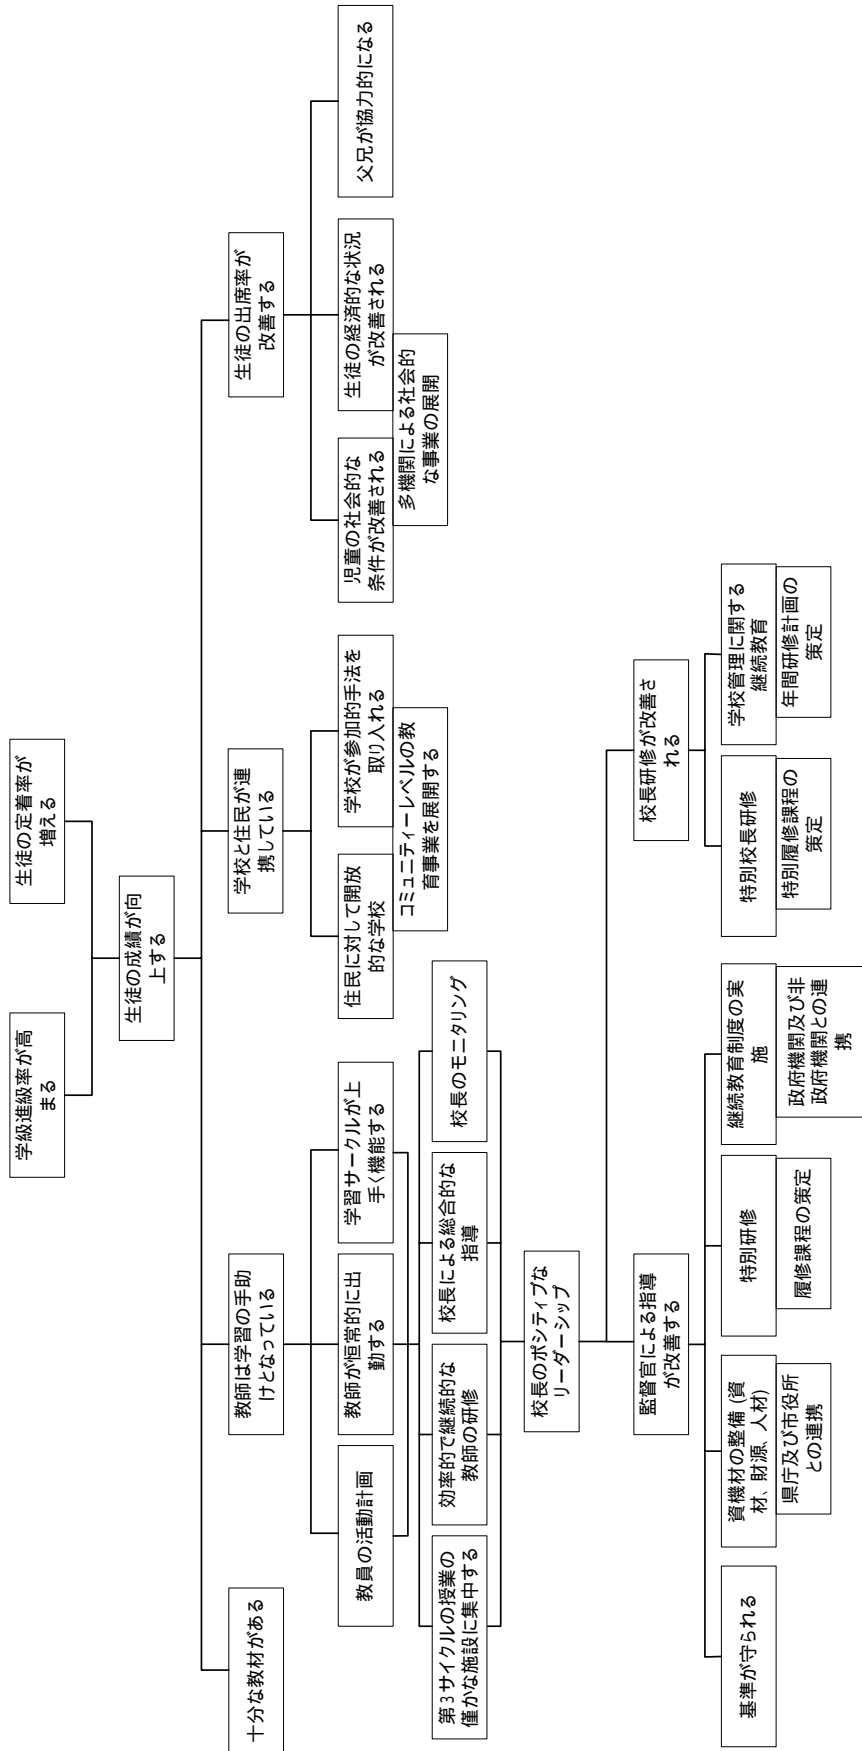 学級進級率が高
まる
生徒の定着率が
増える
生徒の成績が向
上する
十分な教材がある
教師は学習の手助
けとなっている
学校と住民が連
携している
生徒の出席率が
改善する
教員の活動計画
教師が恒常的に出
勤する
学習サークルが上
手く機能する
住民に対して開放
的な学校
学校が参加的手法を
取り入れる
コミュニティーレベルの教
育事業を展開する
児童の社会的な
条件が改善される
生徒の経済的な状況
が改善される
多機関による社会的
な事業の展開
父兄が協力的になる
第3サイクルの授業の
僅かな施設に集中する
効率的で継続的な
教師の研修
校長による総合的な
指導
校長のモニタリング
校長のポシティブな
リーダーシップ
監督官による指導
が改善する
校長研修が改善さ
れる
基準が守られる
資機材の整備 (資
材、財源、人材)
県庁及び市役所
との連携
特別研修
履修課程の策定
継続教育制度の実
施
政府機関及び非
政府機関との連
携
特別校長研修
特別履修課程の
策定
学校管理に関する
継続教育
年間研修計画の
策定